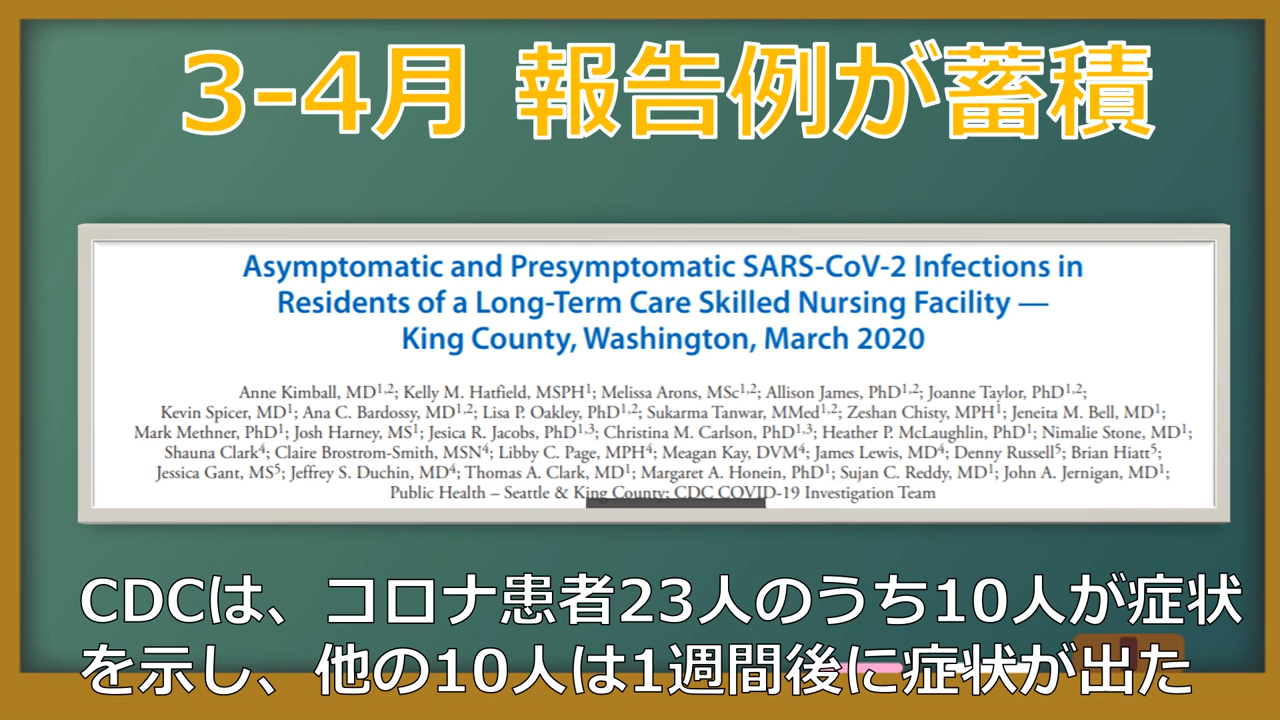 3-4月 報告例が蓄積
Asymptomatic and Presymptomatic SARS-CoV-2 Infections in
Residents of a Long-Term Care Skilled Nursing Facility —
King County, Washington, March 2020
Anne Kimball, MD1,2; Kelly M. Hatfield, MSPH1; Melissa Arons, MSc1,2; Allison James, PhD1,2; Joanne Taylor, PhD1,2;
Kevin Spicer, MD1; Ana C. Bardossy, MD1,2; Lisa P. Oakley, PhD1,2; Sukarma Tanwar, MMed1,2; Zeshan Chisty, MPH1; Jeneita M. Bell, MD1;
Mark Methner, PhD1; Josh Harney, MS1; Jesica R. Jacobs, PhD1,3; Christina M. Carlson, PhD1,3; Heather P. McLaughlin, PhD1; Nimalie Stone, MD1;
Shauna Clark4; Claire Brostrom-Smith, MSN4; Libby C. Page, MPH4; Meagan Kay, DVM4; James Lewis, MD4; Denny Russell5; Brian Hiatt5;
Jessica Gant, MS5; Jeffrey S. Duchin, MD4; Thomas A. Clark, MD1; Margaret A. Honein, PhD1; Sujan C. Reddy, MD1; John A. Jernigan, MD1;
Public Health – Seattle & King County; CDC COVID-19 Investigation Team
CDCは、コロナ患者23人のうち10人が症状
を示し、他の10人は1週間後に症状が出た